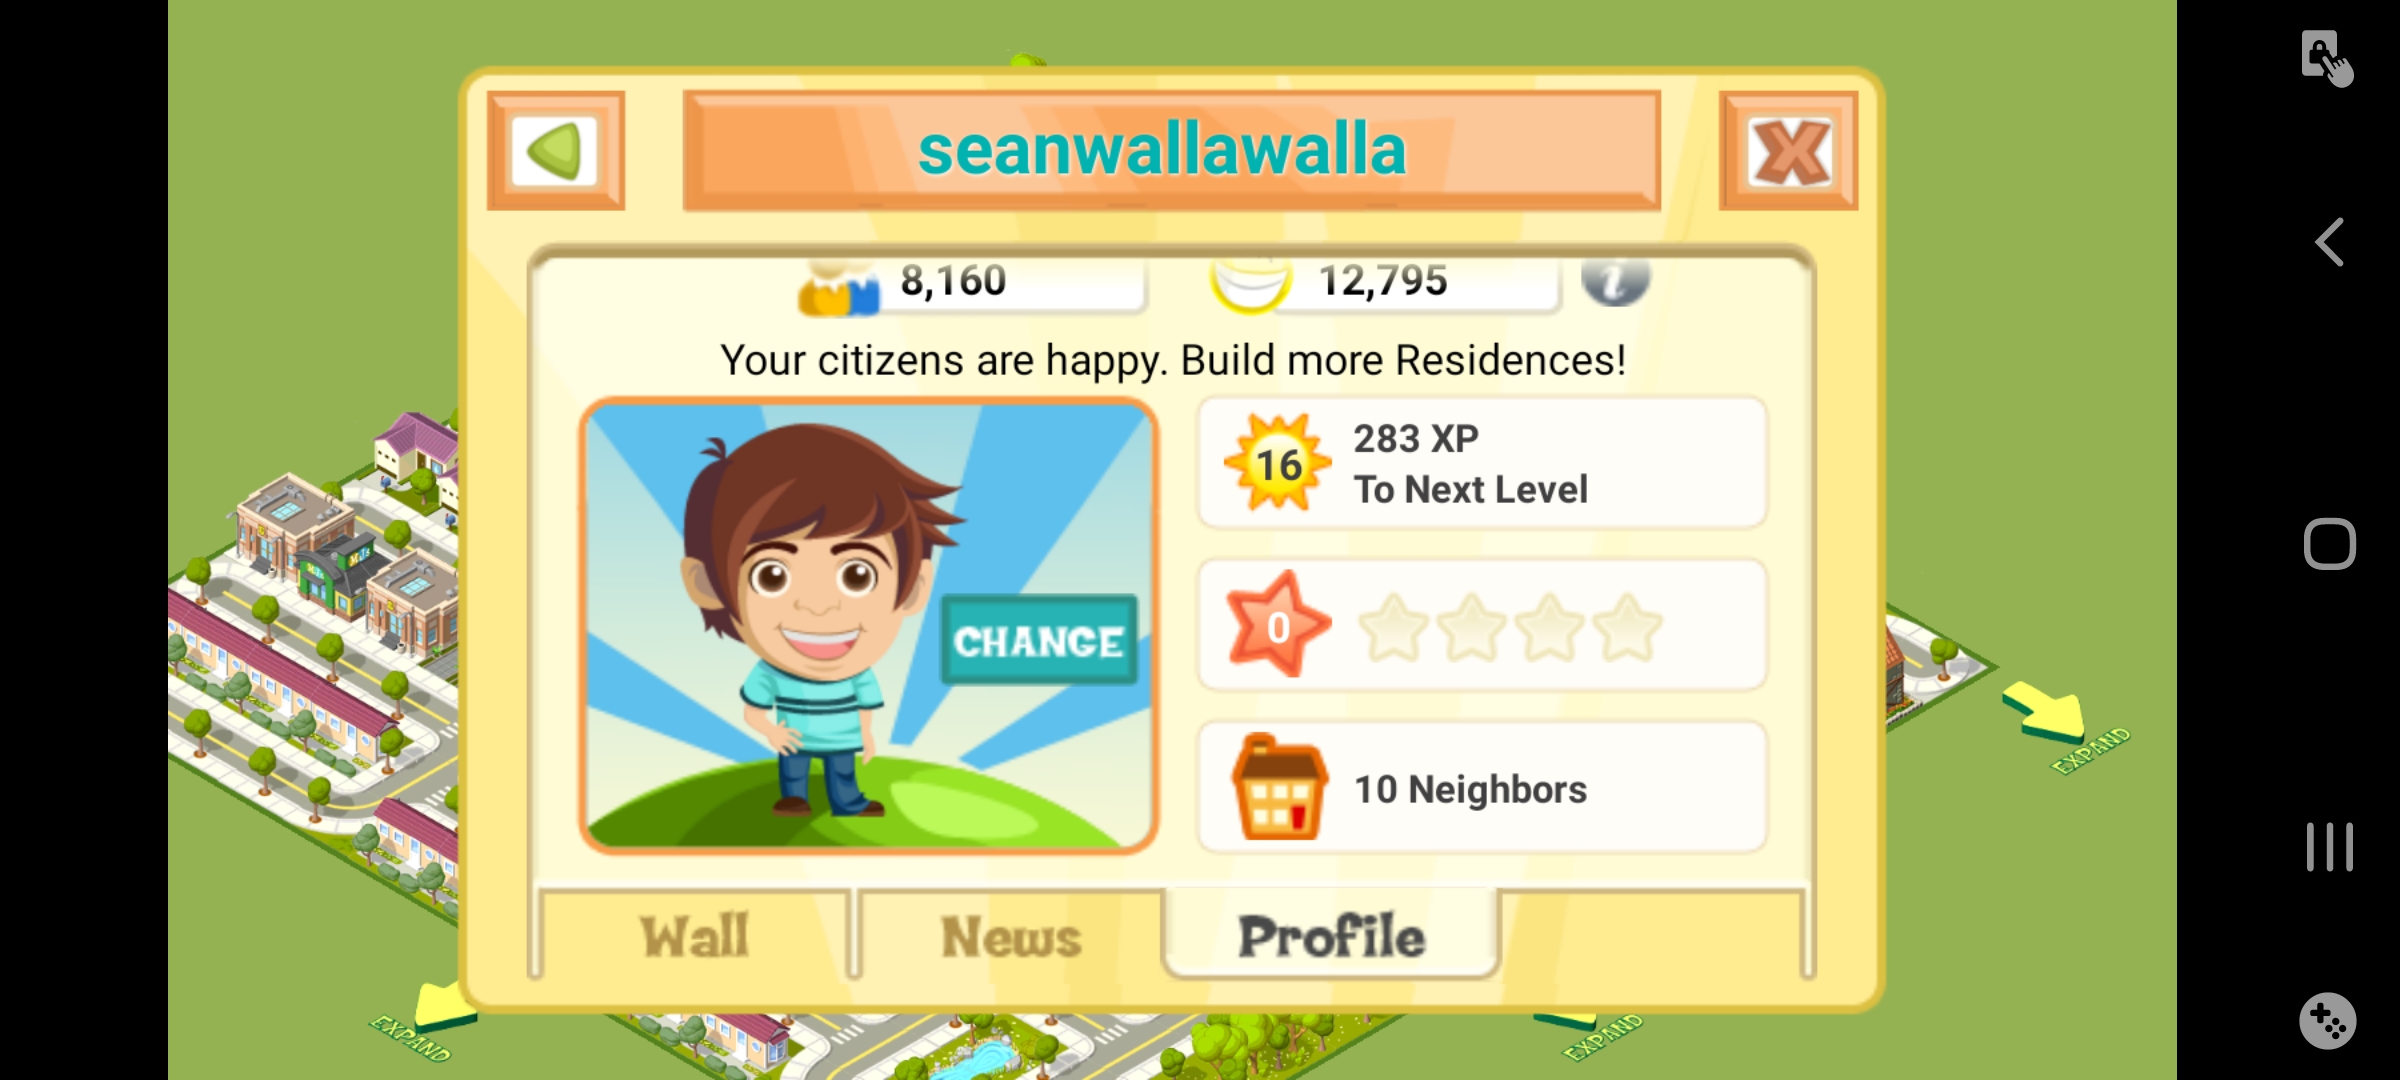 seanwallawalla
8,160
12,795
i
Your citizens are happy. Build more Residences!
16
283 XP
To Next Level
CHANGE
0
10 Neighbors
Wall
News
Profile
EXPAND
EXPAND
EXPAND